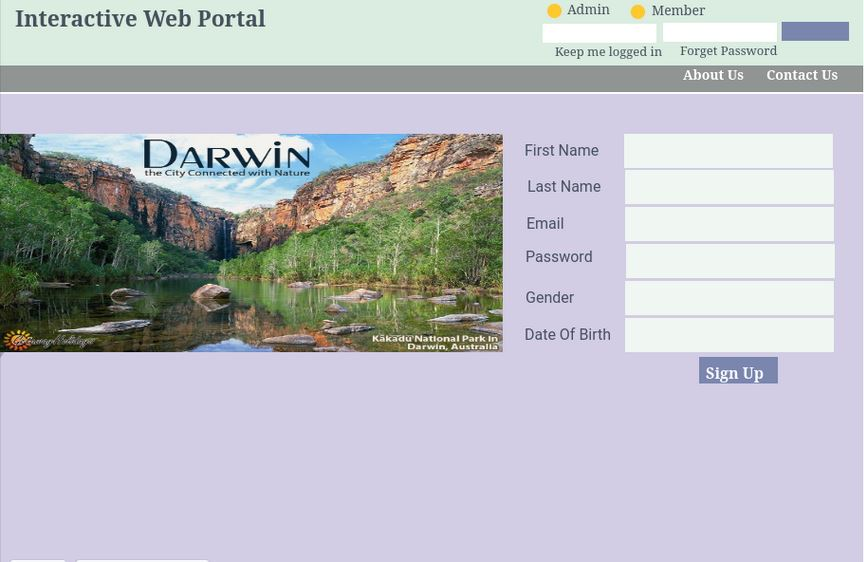 Interactive Web Portal
Admin
Member
Keep me logged in
Forget Password
About Us
Contact Us
DARWIN
the City Connected with Nature
Kakadu National Park in
Darwin, Australia
First Name
Last Name
Email
Password
Gender
Date Of Birth
Sign Up